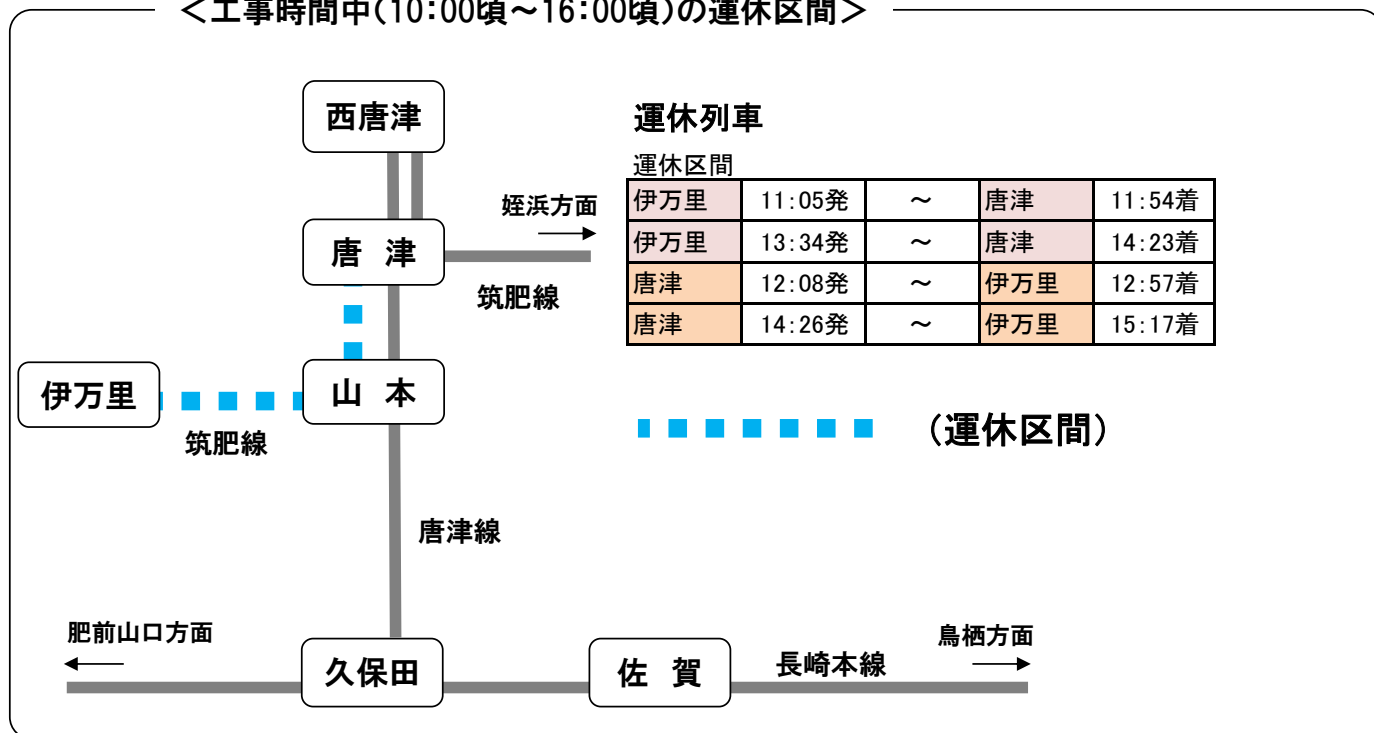 ＜工事時間中(10:00頃～16:00頃)の運休区間＞
西唐津
運休列車
運休区間
伊万里 11:05発 ～ 唐津 11:54着
伊万里 13:34発 ～ 唐津 14:23着
唐津 12:08発 ～ 伊万里 12:57着
唐津 14:26発 ～ 伊万里 15:17着
姪浜方面
唐 津
筑肥線
伊万里
山 本
筑肥線
（運休区間）
唐津線
肥前山口方面
鳥栖方面
久保田
佐 賀
長崎本線